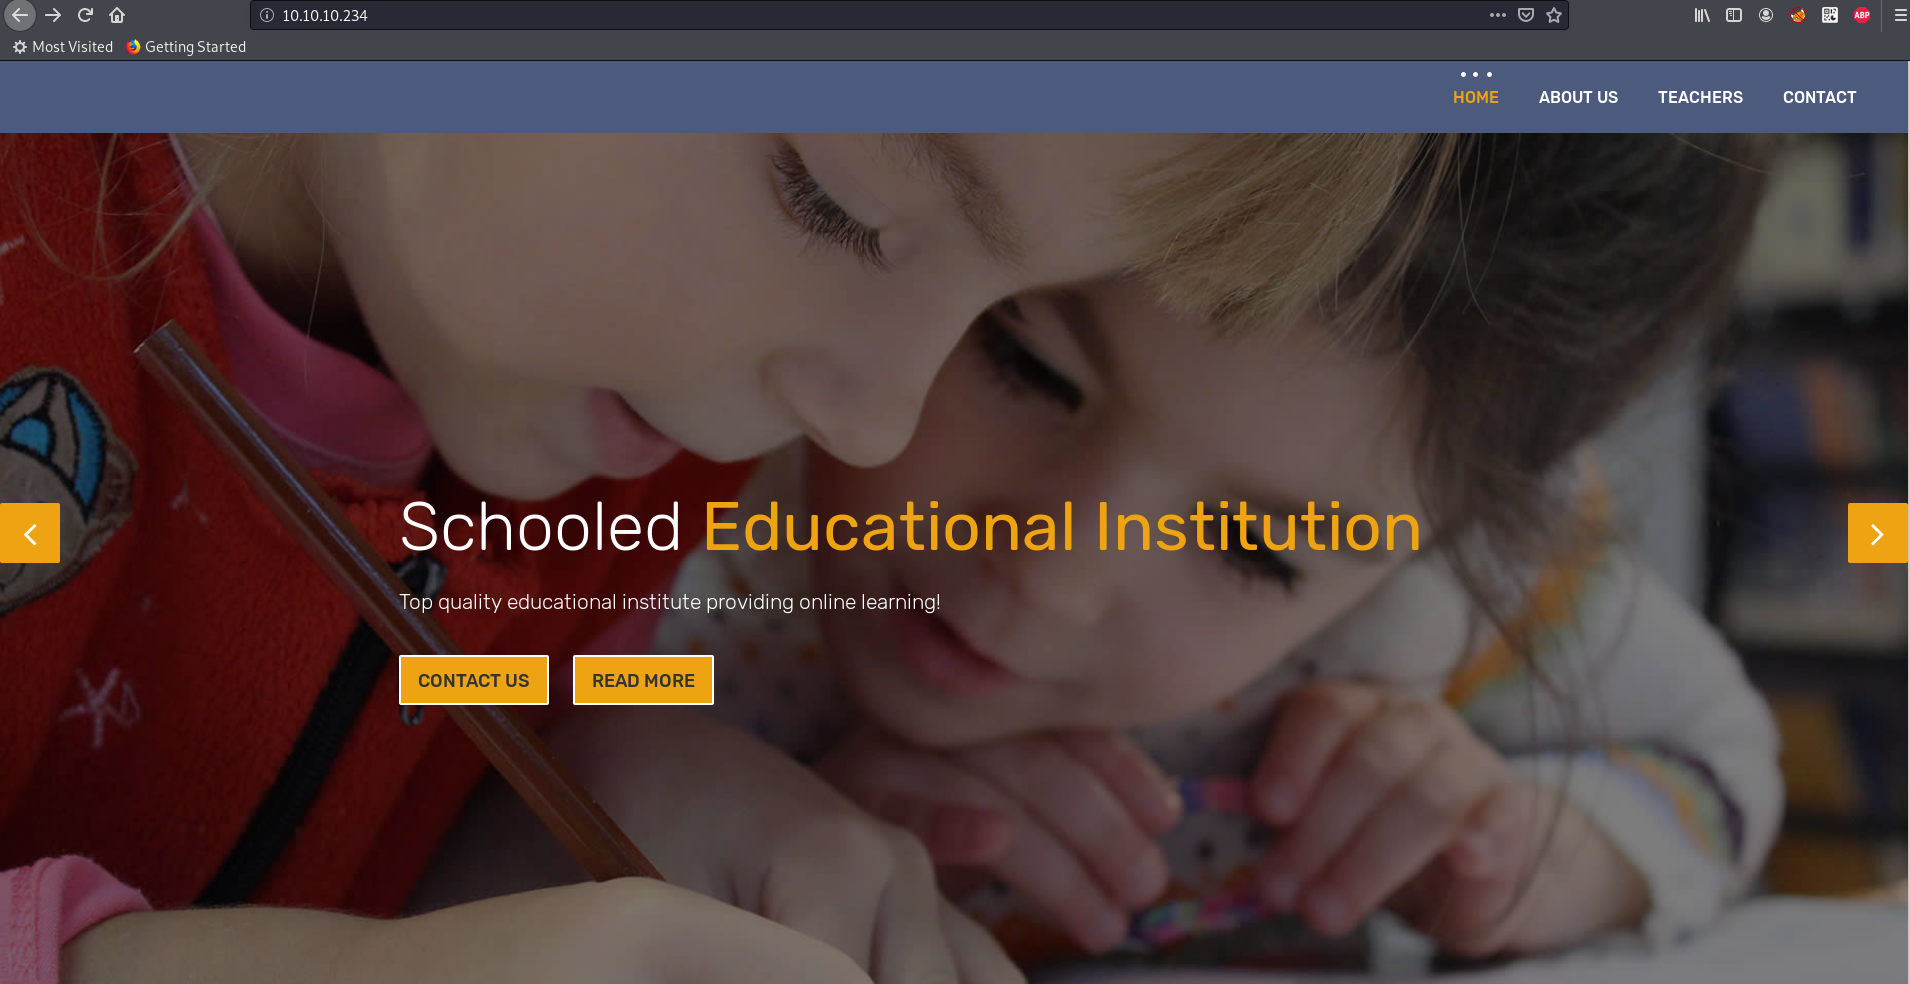 10.10.10.234
Most Visited Getting Started
ABP
HOME ABOUT US TEACHERS CONTACT
Schooled Educational Institution
Top quality educational institute providing online learning!
CONTACT US READ MORE